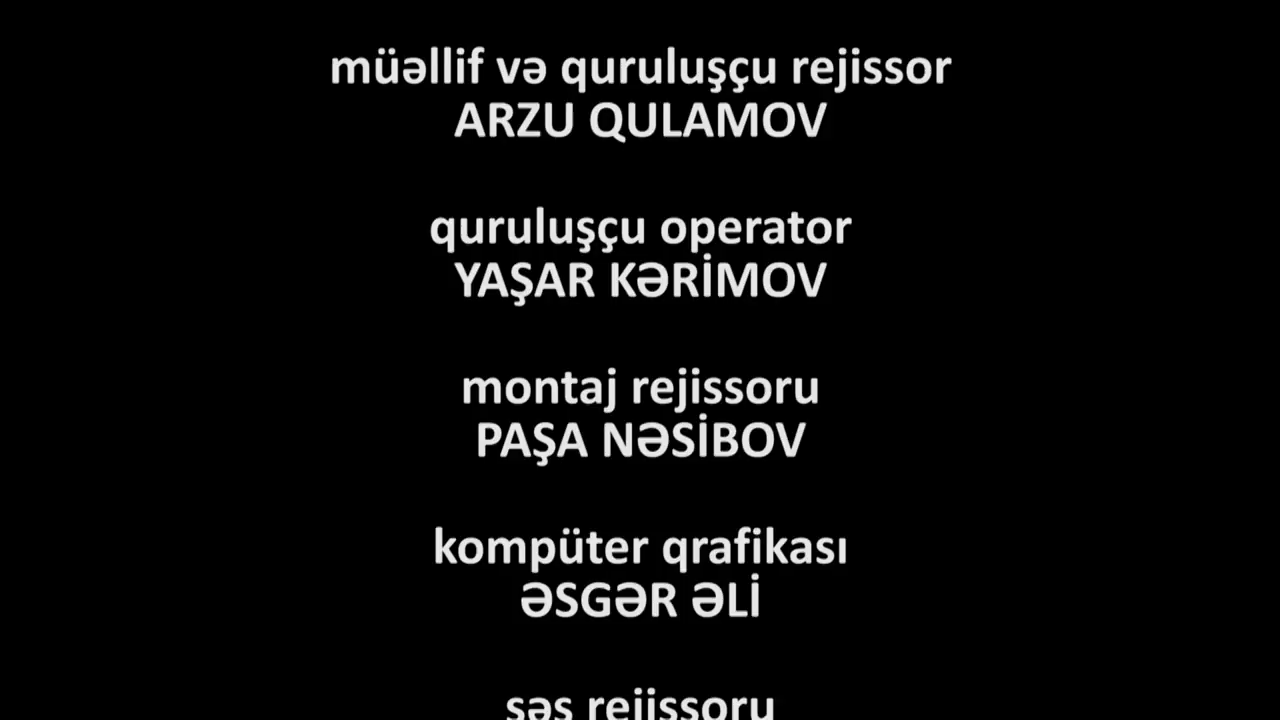 müəllif və quruluşçu rejissor
ARZU QULAMOV
quruluşçu operator
YAŞAR KƏRİMOV
montaj rejissoru
PAŞA NƏSİBOV
kompüter qrafikası
ƏSGƏR ƏLİ
səs rejissoru